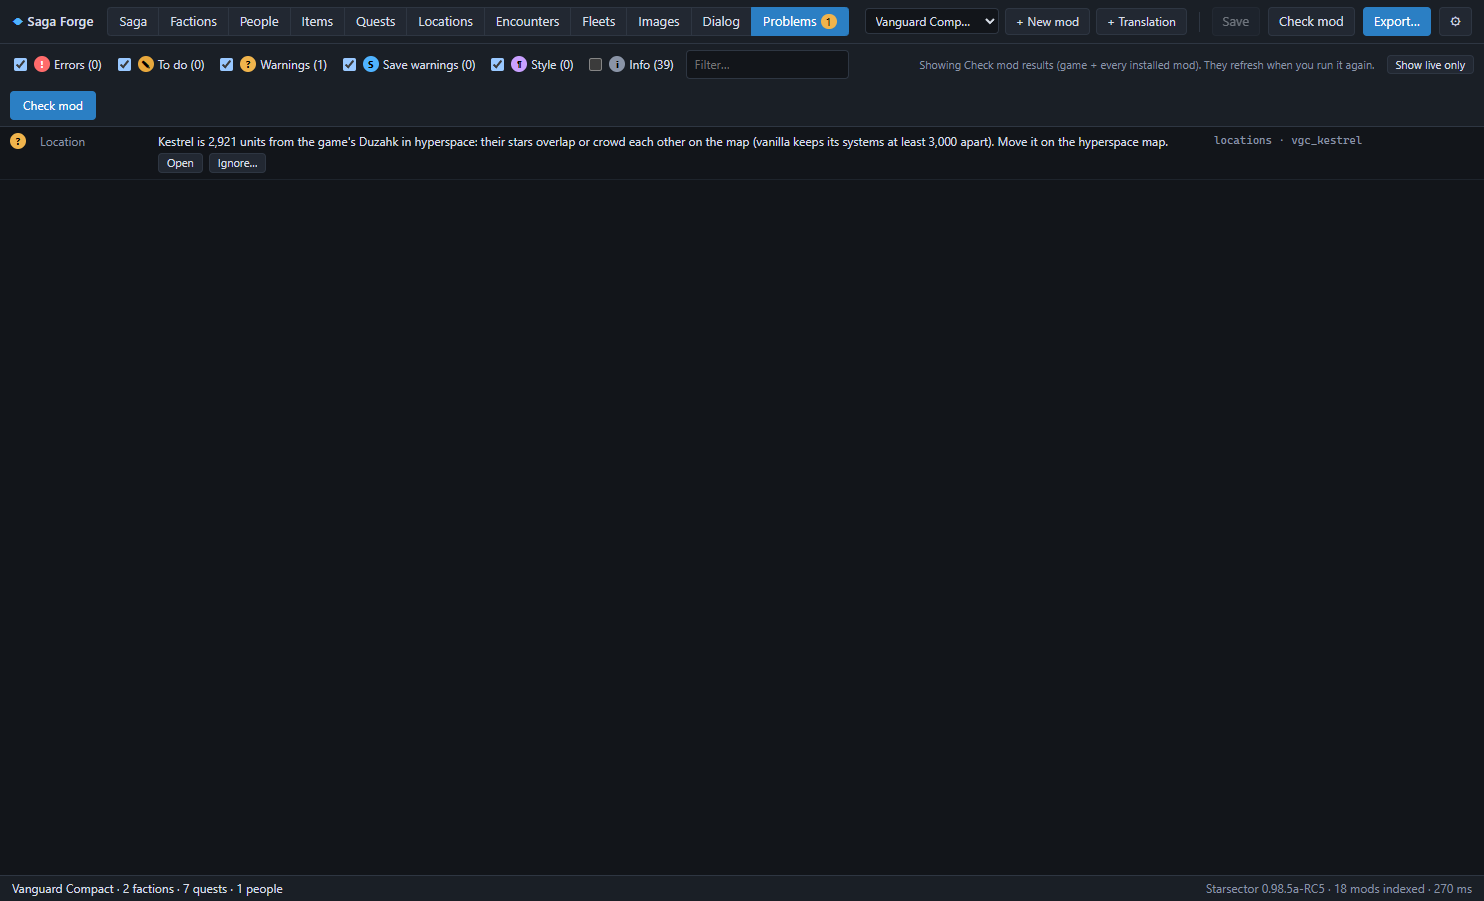 Saga Forge Saga Factions People Items Quests Locations Encounters Fleets Images Dialog Problems 1 Vanguard Comp... + New mod + Translation Save Check mod Export...
! Errors (0) To do (0) ? Warnings (1) S Save warnings (0) ¶ Style (0) i Info (39) Filter... Showing Check mod results (game + every installed mod). They refresh when you run it again. Show live only
Check mod
? Location Kestrel is 2,921 units from the game's Duzahk in hyperspace: their stars overlap or crowd each other on the map (vanilla keeps its systems at least 3,000 apart). Move it on the hyperspace map. locations · vgc_kestrel
Open Ignore...
Vanguard Compact · 2 factions · 7 quests · 1 people Starsector 0.98.5a-RC5 · 18 mods indexed · 270 ms